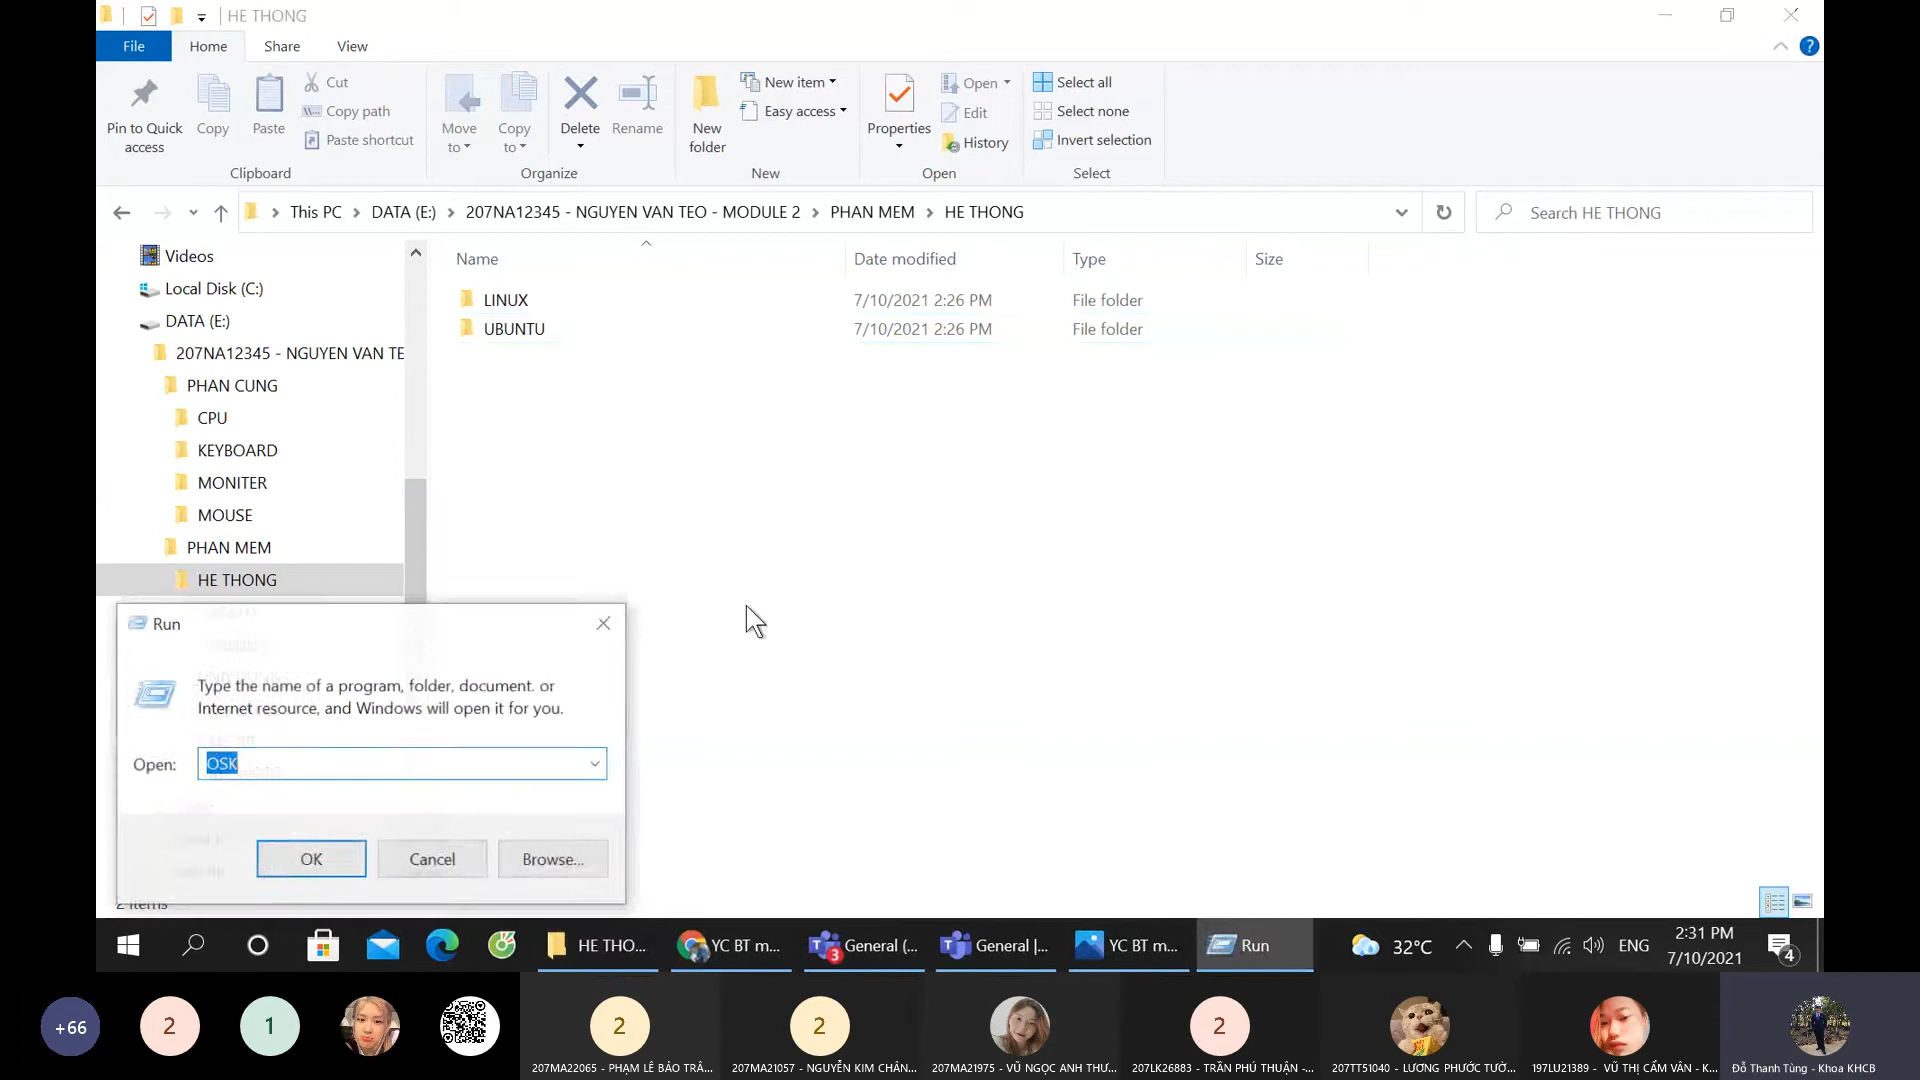 HE THONG
File
Home
Share
View
Pin to Quick access
Copy
Paste
Cut
Copy path
Paste shortcut
Clipboard
Move to
Copy to
Delete
Rename
Organize
New folder
New item
Easy access
New
Properties
Open
Edit
History
Open
Select all
Select none
Invert selection
Select
This PC > DATA (E:) > 207NA12345 - NGUYEN VAN TEO - MODULE 2 > PHAN MEM > HE THONG
Search HE THONG
Name
Date modified
Type
Size
LINUX 7/10/2021 2:26 PM File folder
UBUNTU 7/10/2021 2:26 PM File folder
Videos
Local Disk (C:)
DATA (E:)
207NA12345 - NGUYEN VAN TE
PHAN CUNG
CPU
KEYBOARD
MONITER
MOUSE
PHAN MEM
HE THONG
Run
Type the name of a program, folder, document. or
Internet resource, and Windows will open it for you.
Open: OSK
OK
Cancel
Browse...
2 items
HE THO...
YC BT m...
3
General (...
General |...
YC BT m...
Run
32°C
ENG
2:31 PM
7/10/2021
4
+66
2
1
2
2
2
207MA22065 - PHẠM LÊ BẢO TRÂ...
207MA21057 - NGUYỄN KIM CHÂN...
207MA21975 - VŨ NGỌC ANH THƯ...
207LK26883 - TRẦN PHÚ THUẬN -...
207TT51040 - LƯƠNG PHƯỚC TƯỜ...
197LU21389 - VŨ THỊ CẨM VÂN - K...
Đỗ Thanh Tùng - Khoa KHCB